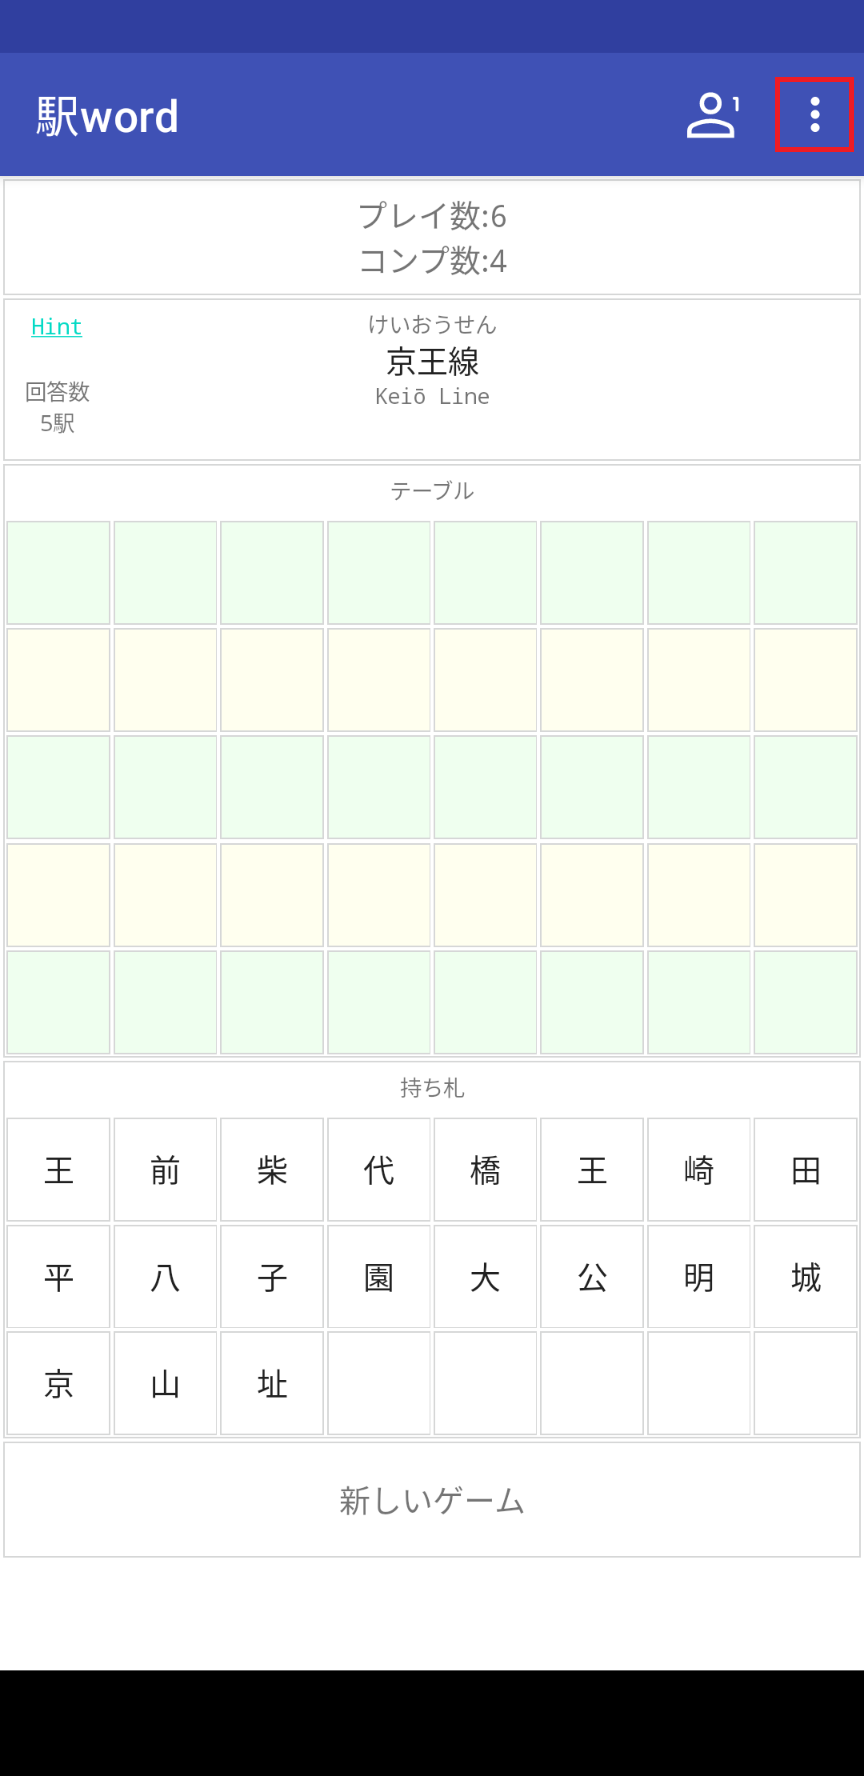 駅word
1
プレイ数:6
コンプ数:4
Hint
けいおうせん
京王線
Keiō Line
回答数
5駅
テーブル
持ち札
王 前 柴 代 橋 王 崎 田
平 八 子 園 大 公 明 城
京 山 址
新しいゲーム